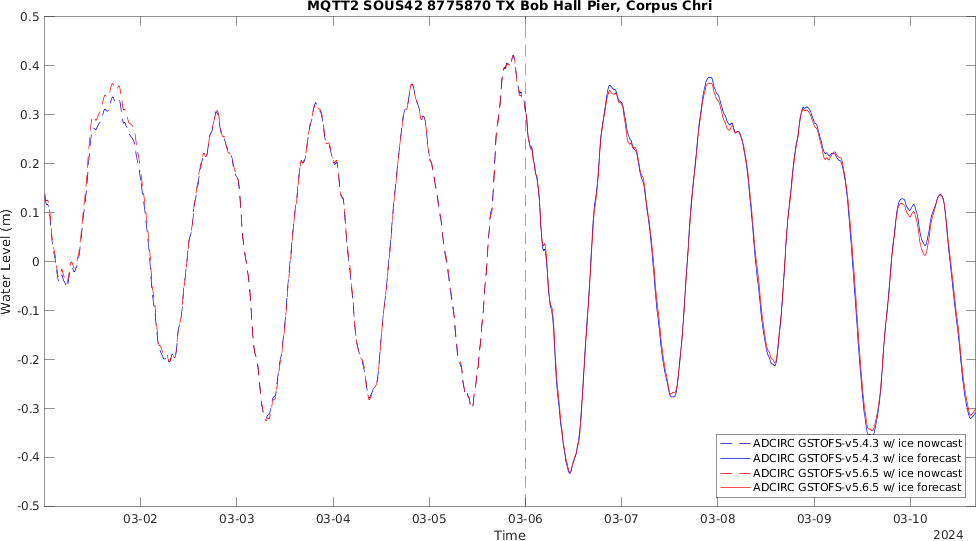 MQTT2 SOUS42 8775870 TX Bob Hall Pier, Corpus Chri
0.5
0.4
0.3
0.2
0.1
0
-0.1
-0.2
-0.3
-0.4
-0.5
Water Level (m)
ADCIRC GSTOFS-v5.4.3 w/ ice nowcast
ADCIRC GSTOFS-v5.4.3 w/ ice forecast
ADCIRC GSTOFS-v5.6.5 w/ ice nowcast
ADCIRC GSTOFS-v5.6.5 w/ ice forecast
03-02 03-03 03-04 03-05 03-06 03-07 03-08 03-09 03-10
Time
2024